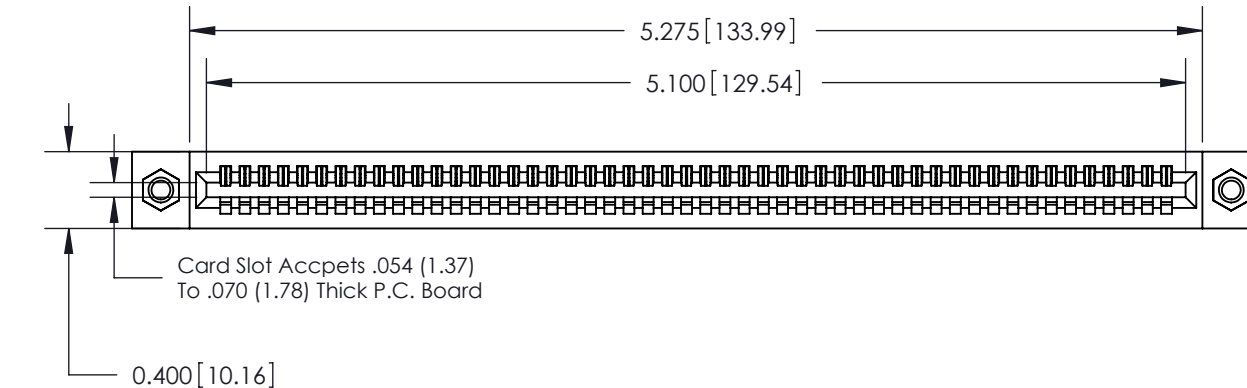 5.275[133.99]
5.100[129.54]
Card Slot Accpets .054 (1.37)
To .070 (1.78) Thick P.C. Board
0.400[10.16]